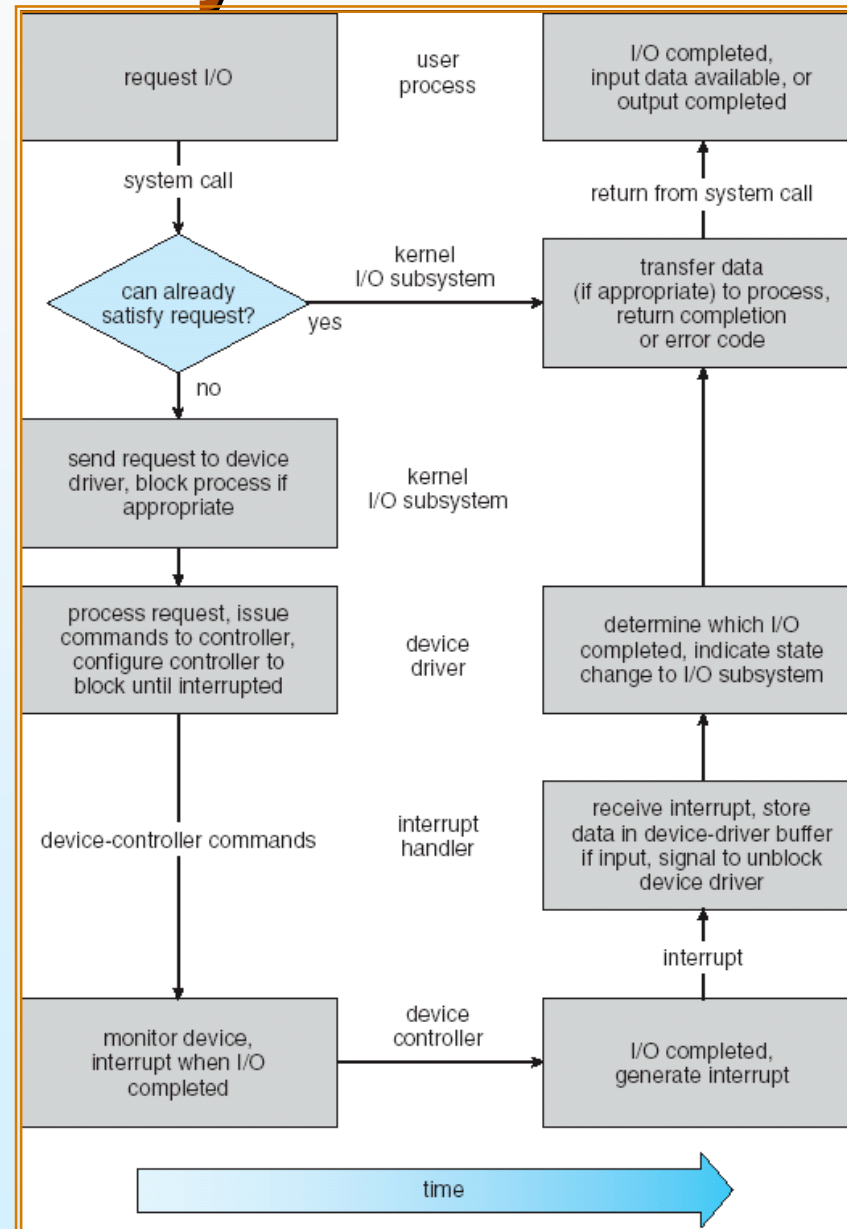 request I/O
user
process
I/O completed,
input data available, or
output completed
system call
return from system call
can already
satisfy request?
kernel
I/O subsystem
yes
transfer data
(if appropriate) to process,
return completion
or error code
no
send request to device
driver, block process if
appropriate
kernel
I/O subsystem
process request, issue
commands to controller,
configure controller to
block until interrupted
device
driver
determine which I/O
completed, indicate state
change to I/O subsystem
device-controller commands
interrupt
handler
receive interrupt, store
data in device-driver buffer
if input, signal to unblock
device driver
interrupt
monitor device,
interrupt when I/O
completed
device
controller
I/O completed,
generate interrupt
time